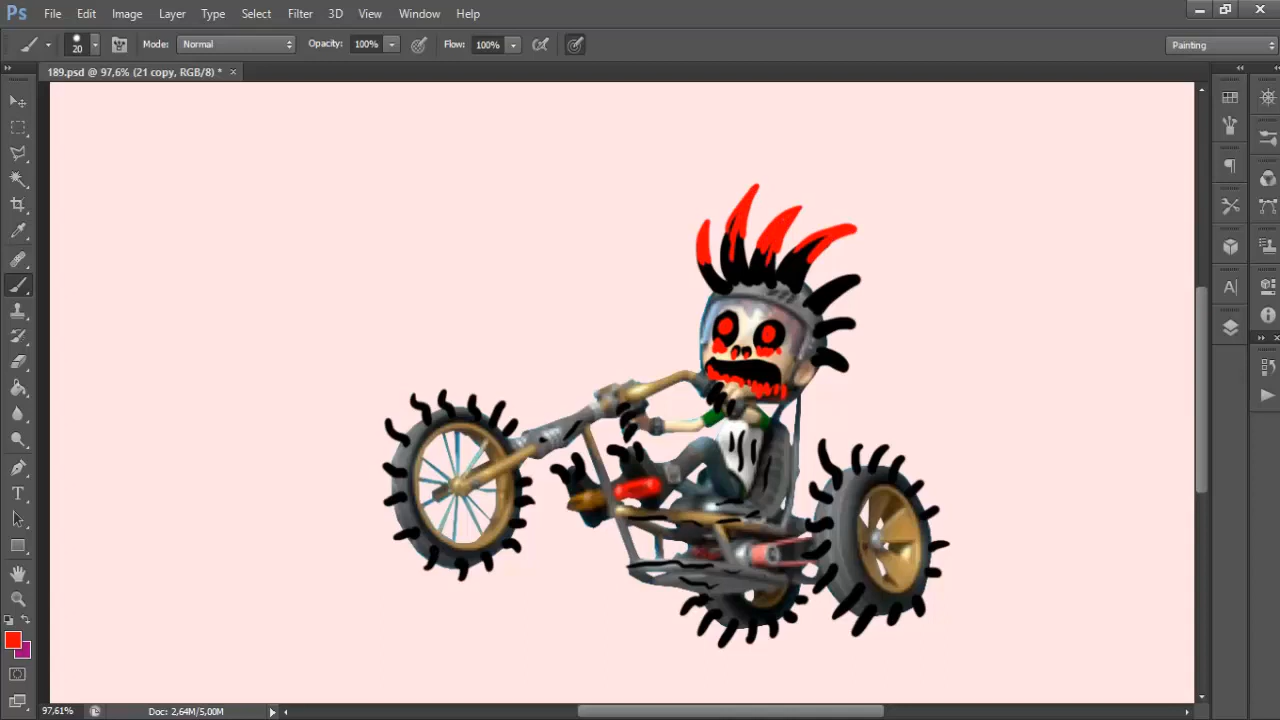 Ps File Edit Image Layer Type Select Filter 3D View Window Help
20 Mode: Normal Opacity: 100% Flow: 100% Painting
189.psd @ 97,6% (21 copy, RGB/8) *
97,61% Doc: 2,64M/5,00M